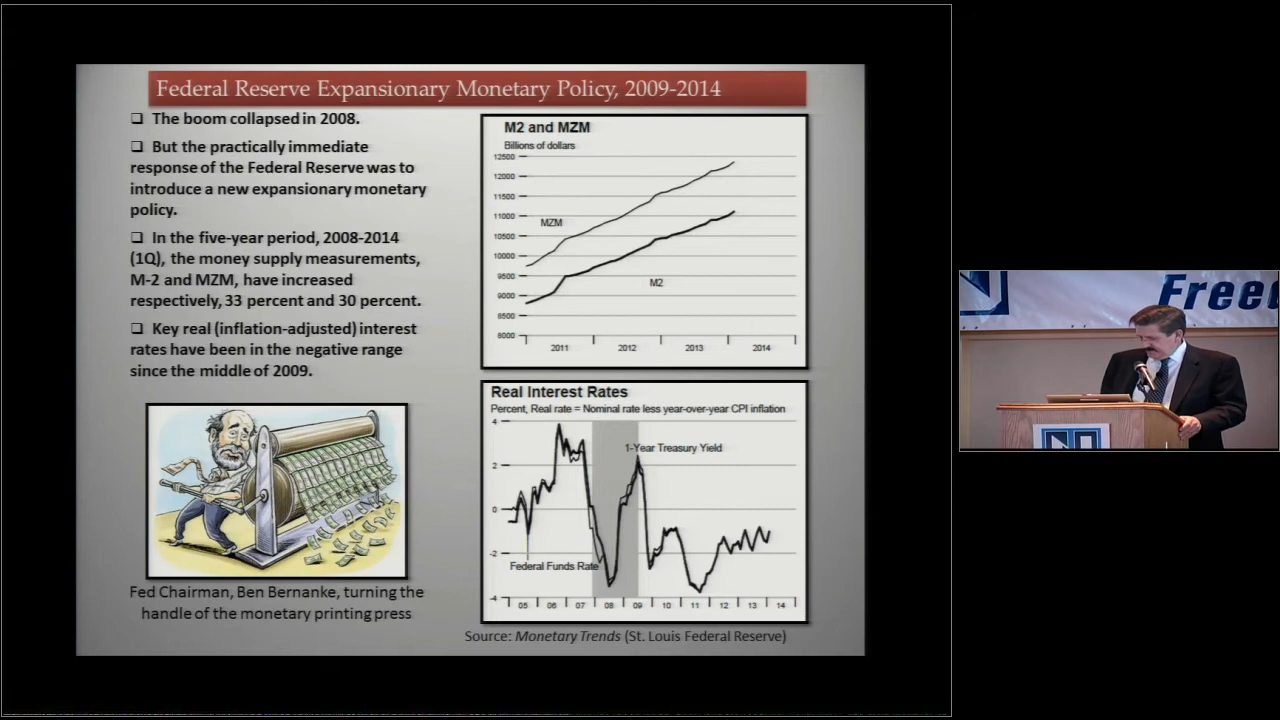 Federal Reserve Expansionary Monetary Policy, 2009-2014
The boom collapsed in 2008.
But the practically immediate
response of the Federal Reserve was to
introduce a new expansionary monetary
policy.
In the five-year period, 2008-2014
(1Q), the money supply measurements,
M-2 and MZM, have increased
respectively, 33 percent and 30 percent.
Key real (inflation-adjusted) interest
rates have been in the negative range
since the middle of 2009.
Fed Chairman, Ben Bernanke, turning the
handle of the monetary printing press
M2 and MZM
Billions of dollars
12500
12000
11500
11000
10500
10000
9500
9000
8500
8000
MZM
M2
2011 2012 2013 2014
Real Interest Rates
Percent, Real rate = Nominal rate less year-over-year CPI inflation
4
2
0
-2
-4
1-Year Treasury Yield
Federal Funds Rate
05 06 07 08 09 10 11 12 13 14
Source: Monetary Trends (St. Louis Federal Reserve)
Free